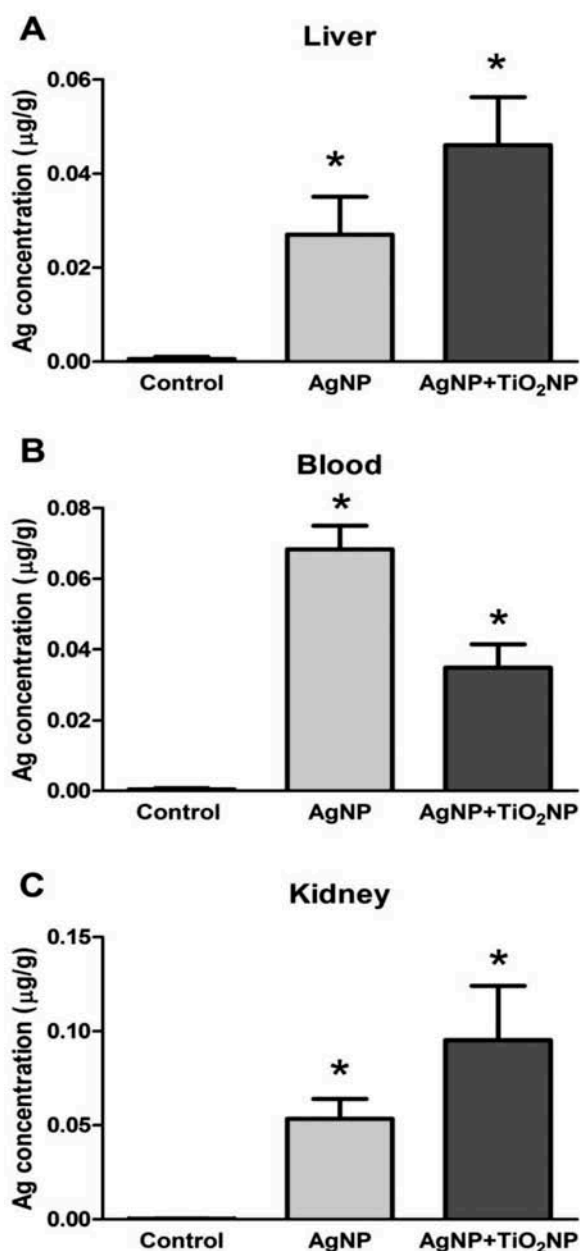 A
Liver
Ag concentration (μg/g)
0.06
*
*
0.04
0.02
0.00
Control AgNP AgNP+TiO₂NP
B
Blood
Ag concentration (μg/g)
0.08
*
0.06
0.04
*
0.02
0.00
Control AgNP AgNP+TiO₂NP
C
Kidney
Ag concentration (μg/g)
0.15
*
0.10
*
0.05
0.00
Control AgNP AgNP+TiO₂NP